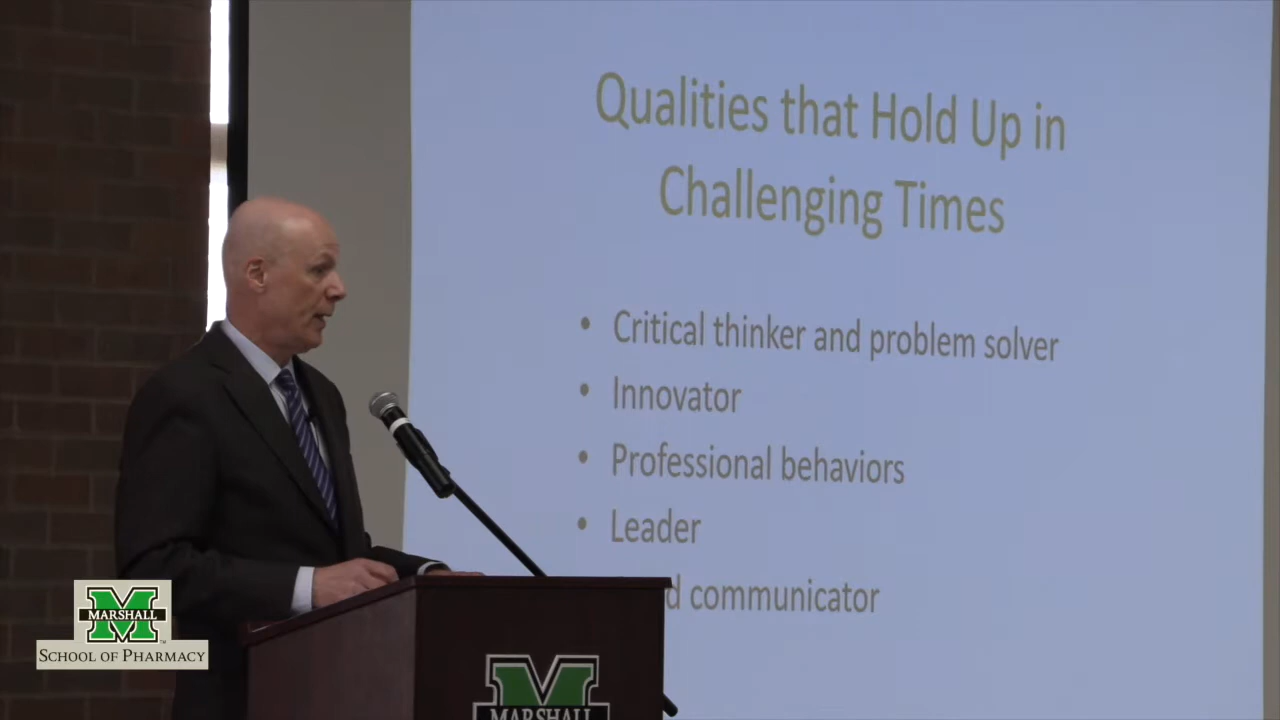 Qualities that Hold Up in
Challenging Times
• Critical thinker and problem solver
• Innovator
• Professional behaviors
• Leader
communicator
MARSHALL
SCHOOL OF PHARMACY
MARSHALL